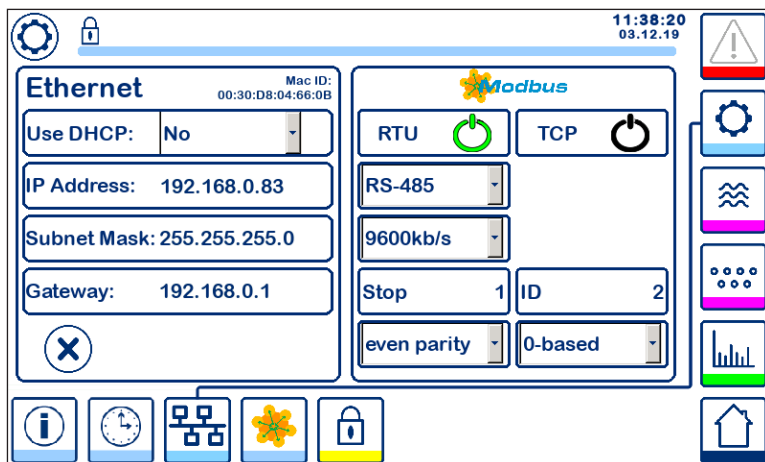 11:38:20
03.12.19
Ethernet
Mac ID:
00:30:D8:04:66:0B
Use DHCP: No
IP Address: 192.168.0.83
Subnet Mask: 255.255.255.0
Gateway: 192.168.0.1
Modbus
RTU TCP
RS-485
9600kb/s
Stop 1 ID 2
even parity 0-based